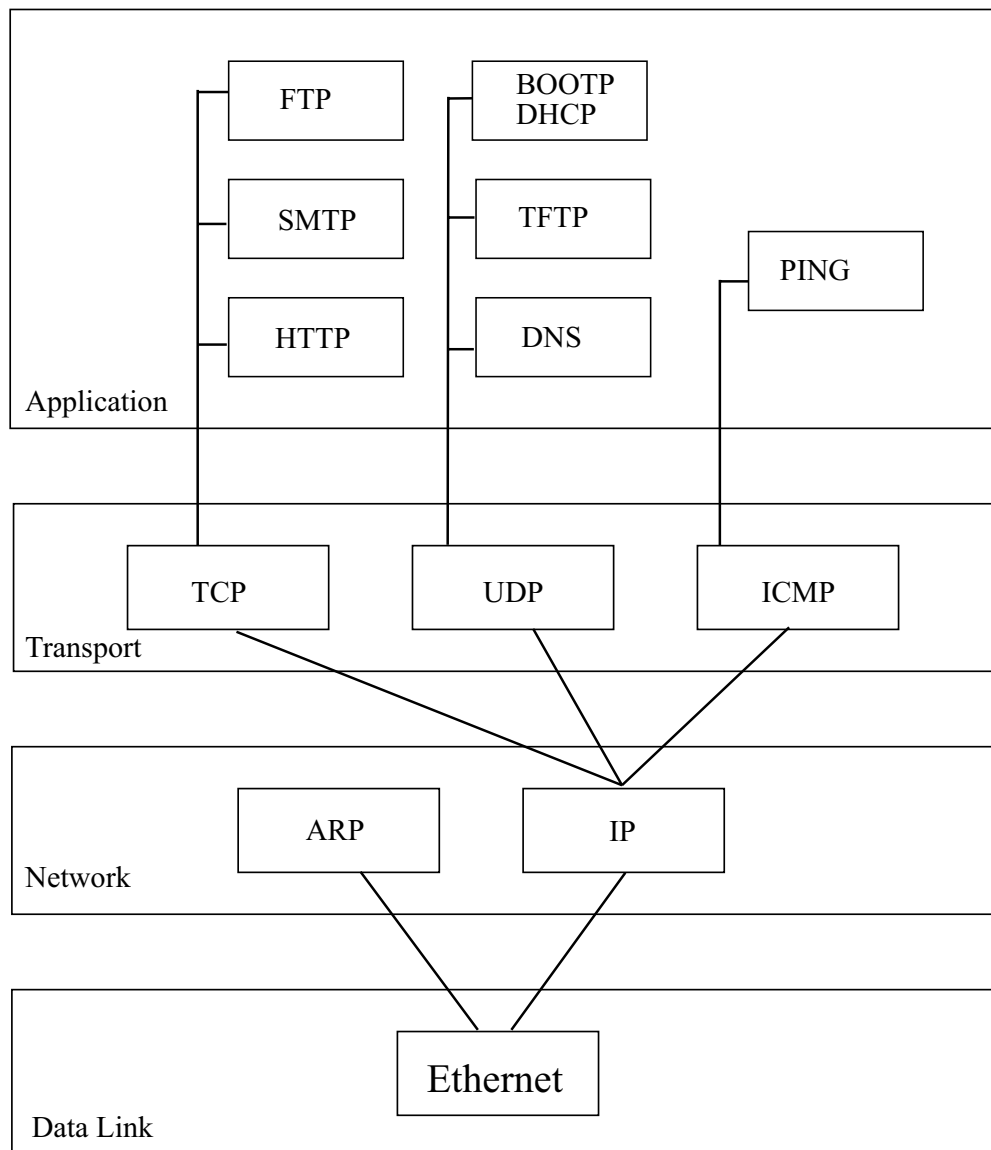 FTP
BOOTP
DHCP
SMTP
TFTP
PING
HTTP
DNS
Application
TCP
UDP
ICMP
Transport
ARP
IP
Network
Ethernet
Data Link